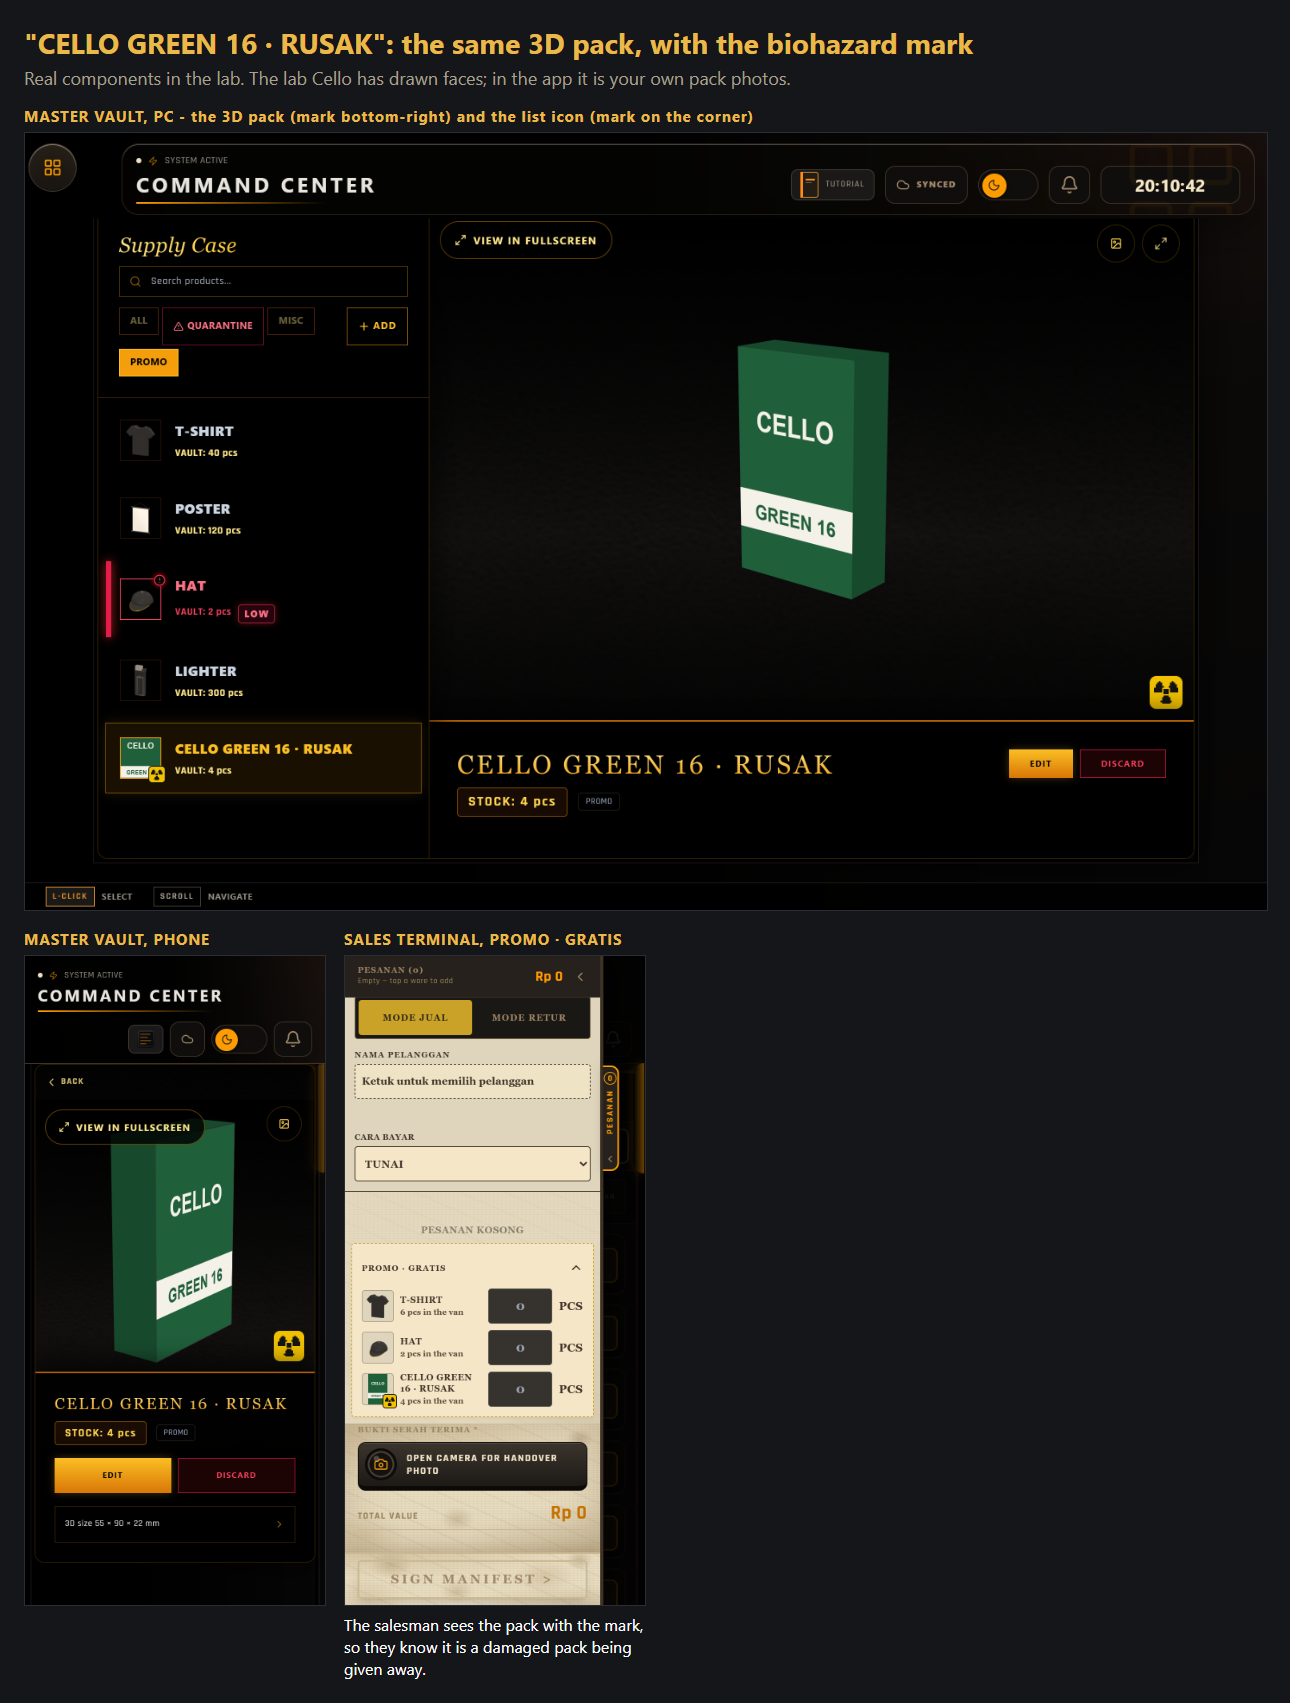 "CELLO GREEN 16 · RUSAK": the same 3D pack, with the biohazard mark
Real components in the lab. The lab Cello has drawn faces; in the app it is your own pack photos.
MASTER VAULT, PC - the 3D pack (mark bottom-right) and the list icon (mark on the corner)
SYSTEM ACTIVE
COMMAND CENTER
TUTORIAL
SYNCED
20:10:42
Supply Case
Search products...
ALL
QUARANTINE
MISC
+ ADD
PROMO
T-SHIRT
VAULT: 40 pcs
POSTER
VAULT: 120 pcs
HAT
VAULT: 2 pcs LOW
LIGHTER
VAULT: 300 pcs
CELLO
GREEN
CELLO GREEN 16 · RUSAK
VAULT: 4 pcs
VIEW IN FULLSCREEN
CELLO
GREEN 16
CELLO GREEN 16 · RUSAK
EDIT
DISCARD
STOCK: 4 pcs
PROMO
L-CLICK SELECT SCROLL NAVIGATE
MASTER VAULT, PHONE
SYSTEM ACTIVE
COMMAND CENTER
BACK
VIEW IN FULLSCREEN
CELLO
GREEN 16
CELLO GREEN 16 · RUSAK
STOCK: 4 pcs
PROMO
EDIT
DISCARD
3D size 55 × 90 × 22 mm
SALES TERMINAL, PROMO · GRATIS
PESANAN (0)
Empty – tap a ware to add
Rp 0
MODE JUAL
MODE RETUR
NAMA PELANGGAN
Ketuk untuk memilih pelanggan
CARA BAYAR
TUNAI
0
PESANAN
PESANAN KOSONG
PROMO · GRATIS
T-SHIRT
6 pcs in the van
0 PCS
HAT
2 pcs in the van
0 PCS
CELLO
CELLO GREEN
16 · RUSAK
4 pcs in the van
0 PCS
BUKTI SERAH TERIMA *
OPEN CAMERA FOR HANDOVER
PHOTO
TOTAL VALUE
Rp 0
SIGN MANIFEST >
The salesman sees the pack with the mark,
so they know it is a damaged pack being
given away.